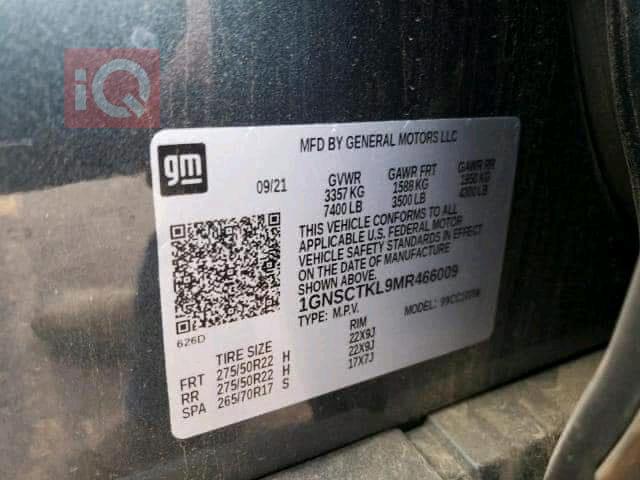 iQ
MFD BY GENERAL MOTORS LLC
gm
09/21
GVWR GAWR FRT GAWR RR
3357 KG 1588 KG
7400 LB 3500 LB
THIS VEHICLE CONFORMS TO ALL
APPLICABLE U.S. FEDERAL MOTOR
VEHICLE SAFETY STANDARDS IN EFFECT
ON THE DATE OF MANUFACTURE
SHOWN ABOVE.
1GNSCTKL9MR466009
TYPE: M.P.V. MODEL:
626D
TIRE SIZE RIM
FRT 275/50R22 H 22X9J
RR 275/50R22 H 22X9J
SPA 265/70R17 S 17X7J